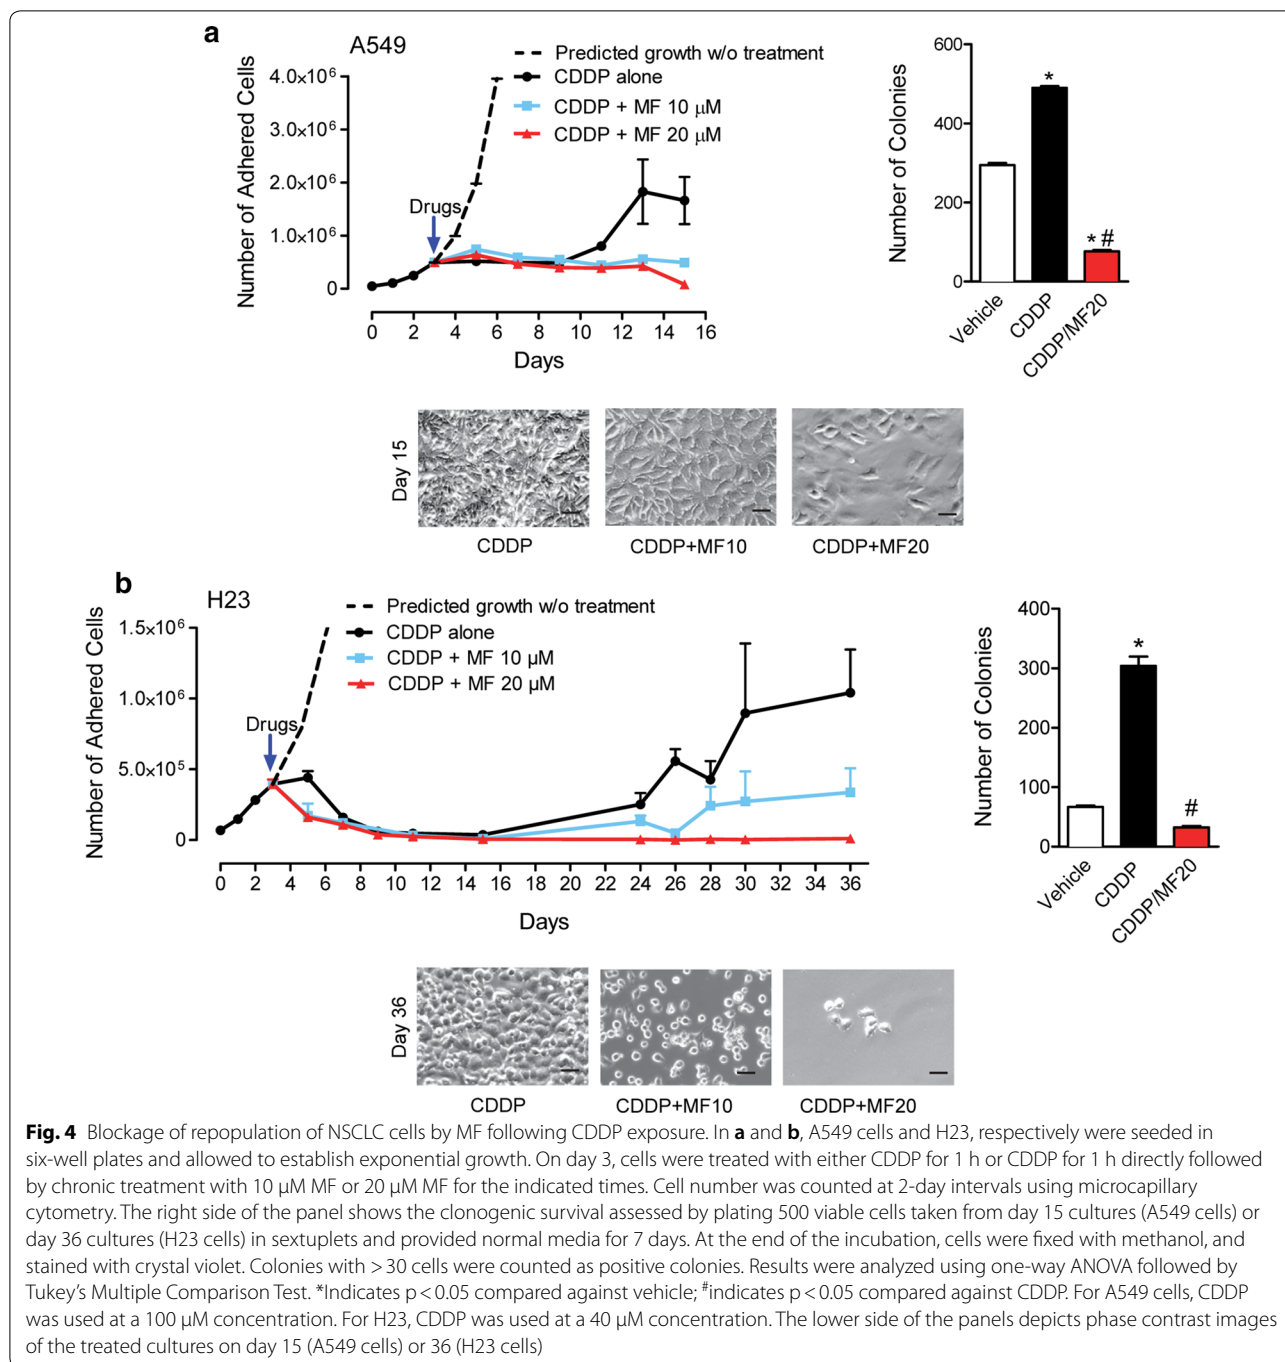 a
A549
Predicted growth w/o treatment
CDDP alone
CDDP + MF 10 μM
CDDP + MF 20 μM
Drugs
Number of Adhered Cells
4.0×10⁶
3.0×10⁶
2.0×10⁶
1.0×10⁶
0
0 2 4 6 8 10 12 14 16
Days
Number of Colonies
600
400
200
0
*
* #
Vehicle
CDDP
CDDP/MF20
Day 15
CDDP
CDDP+MF10
CDDP+MF20
b
H23
Predicted growth w/o treatment
CDDP alone
CDDP + MF 10 μM
CDDP + MF 20 μM
Drugs
Number of Adhered Cells
1.5×10⁶
1.0×10⁶
5.0×10⁵
0
0 2 4 6 8 10 12 14 16 18 20 22 24 26 28 30 32 34 36
Days
Number of Colonies
400
300
200
100
0
*
#
Vehicle
CDDP
CDDP/MF20
Day 36
CDDP
CDDP+MF10
CDDP+MF20
Fig. 4 Blockage of repopulation of NSCLC cells by MF following CDDP exposure. In a and b, A549 cells and H23, respectively were seeded in
six-well plates and allowed to establish exponential growth. On day 3, cells were treated with either CDDP for 1 h or CDDP for 1 h directly followed
by chronic treatment with 10 μM MF or 20 μM MF for the indicated times. Cell number was counted at 2-day intervals using microcapillary
cytometry. The right side of the panel shows the clonogenic survival assessed by plating 500 viable cells taken from day 15 cultures (A549 cells) or
day 36 cultures (H23 cells) in sextuplets and provided normal media for 7 days. At the end of the incubation, cells were fixed with methanol, and
stained with crystal violet. Colonies with > 30 cells were counted as positive colonies. Results were analyzed using one-way ANOVA followed by
Tukey's Multiple Comparison Test. *Indicates p < 0.05 compared against vehicle; #indicates p < 0.05 compared against CDDP. For A549 cells, CDDP
was used at a 100 μM concentration. For H23, CDDP was used at a 40 μM concentration. The lower side of the panels depicts phase contrast images
of the treated cultures on day 15 (A549 cells) or 36 (H23 cells)